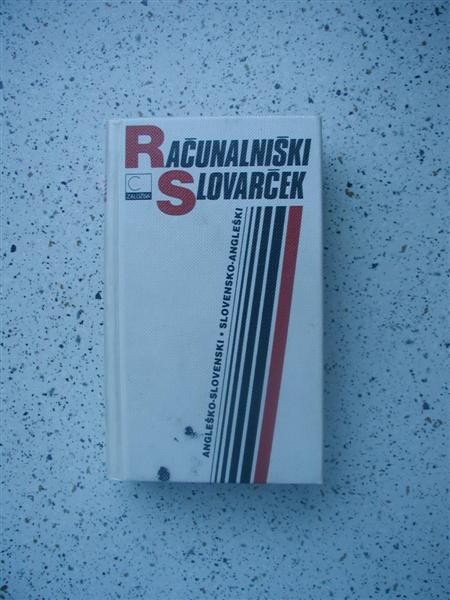 RAČUNALNIŠKI
SLOVARČEK
C
ZALOŽBA
ANGLEŠKO-SLOVENSKI • SLOVENSKO-ANGLEŠKI